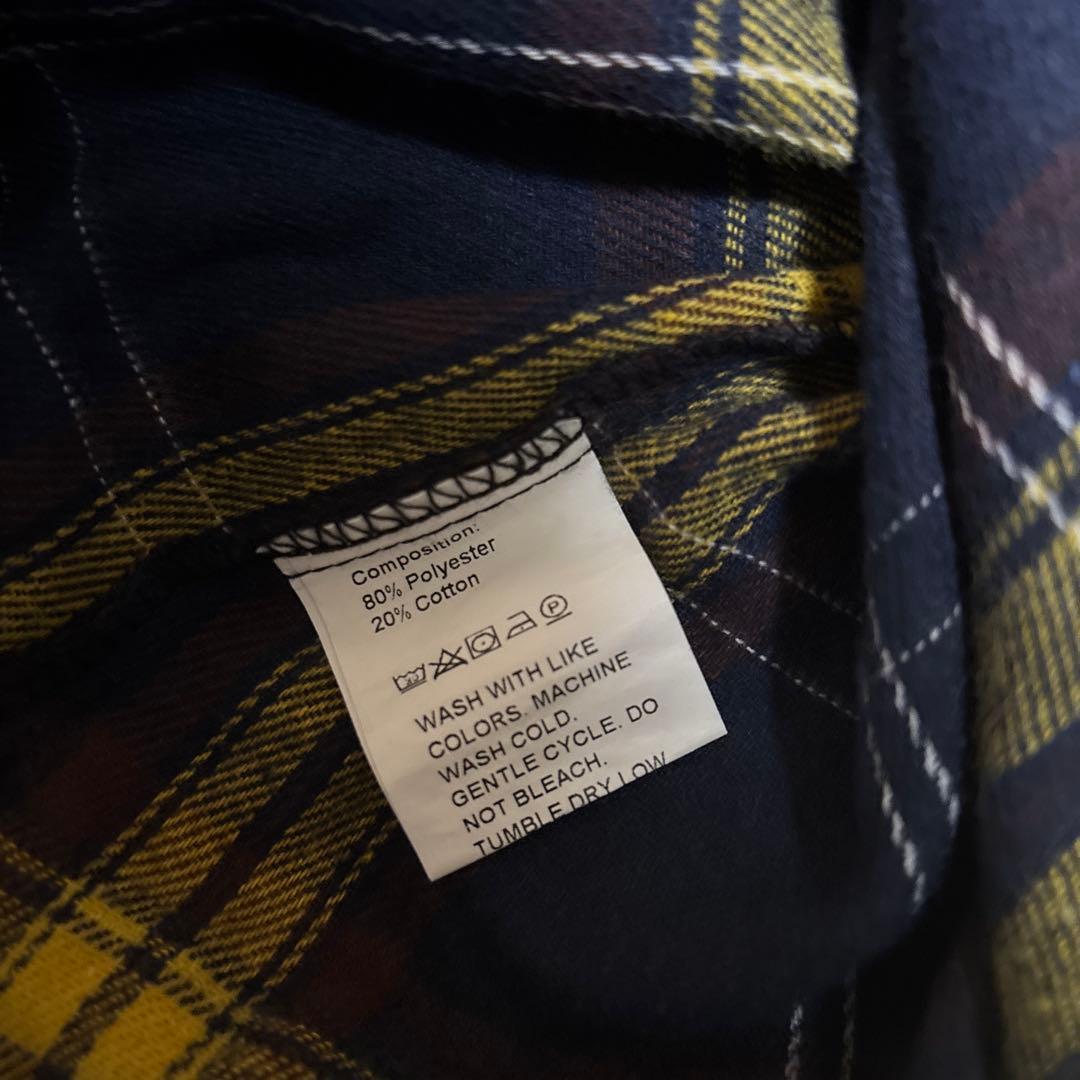 Composition:
80% Polyester
20% Cotton
P
WASH WITH LIKE
COLORS. MACHINE
WASH COLD.
GENTLE CYCLE. DO
NOT BLEACH.
TUMBLE DRY LOW